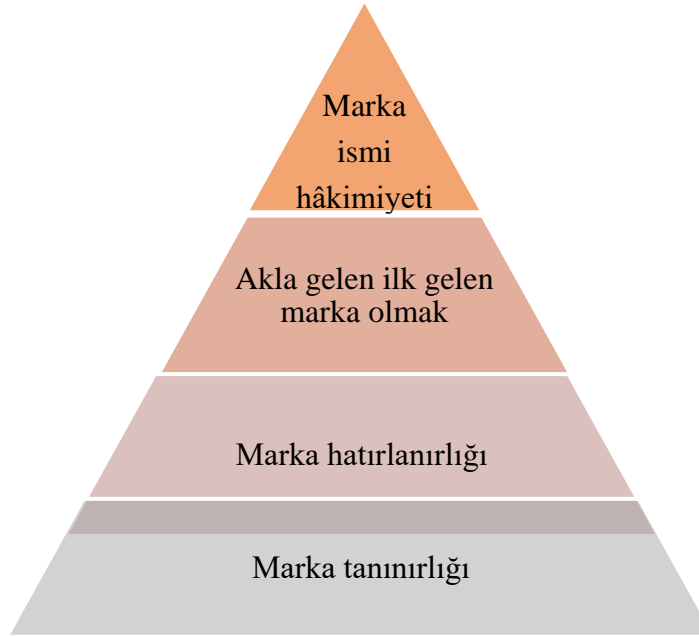 Marka
ismi
hâkimiyeti
Akla gelen ilk gelen
marka olmak
Marka hatırlanırlığı
Marka tanınırlığı